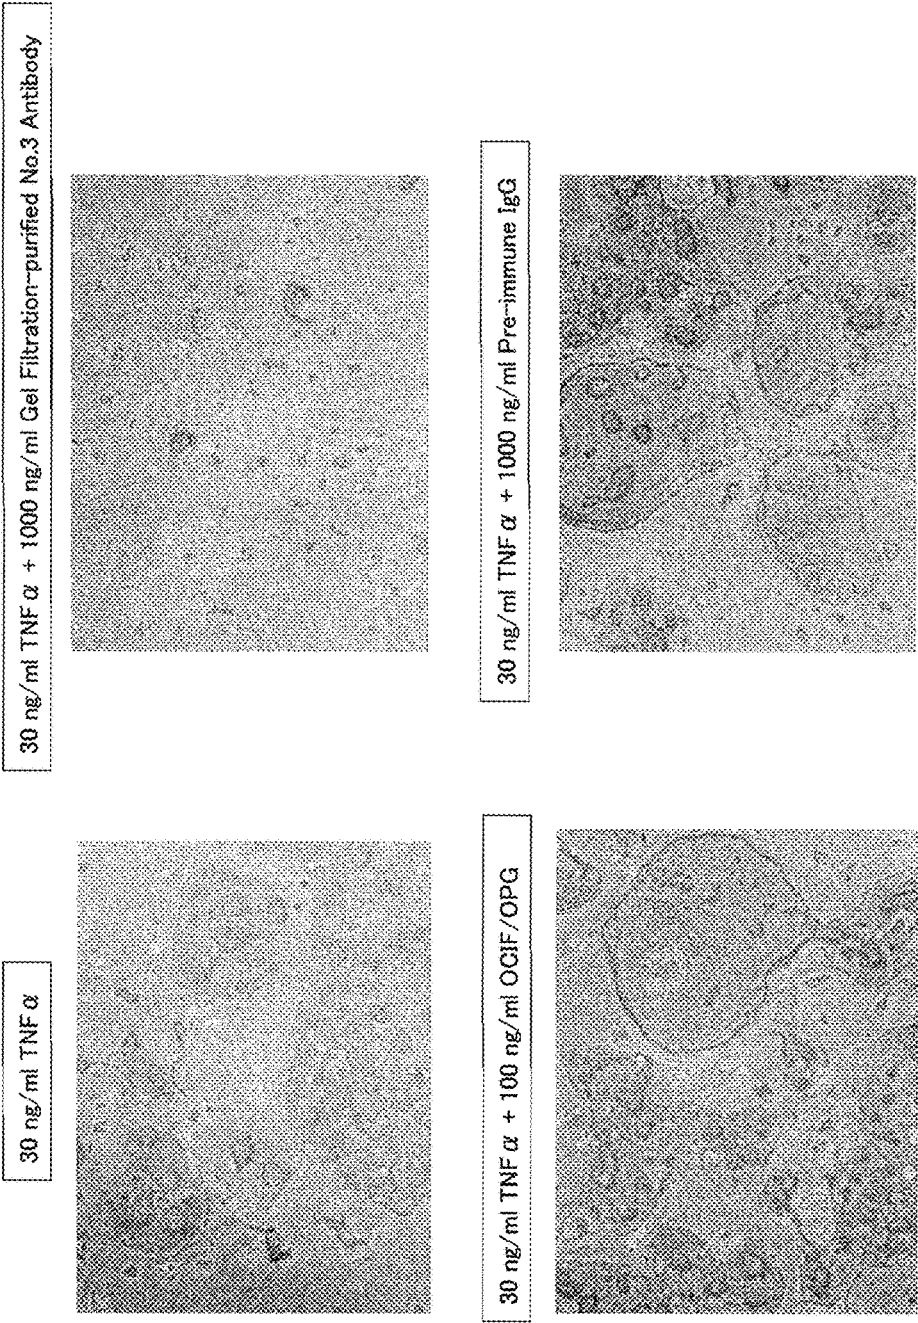 30 ng/ml TNF α
30 ng/ml TNF α + 1000 ng/ml Gel Filtration-purified No.3 Antibody
30 ng/ml TNF α + 100 ng/ml OCIF/OPG
30 ng/ml TNF α + 1000 ng/ml Pre-immune IgG